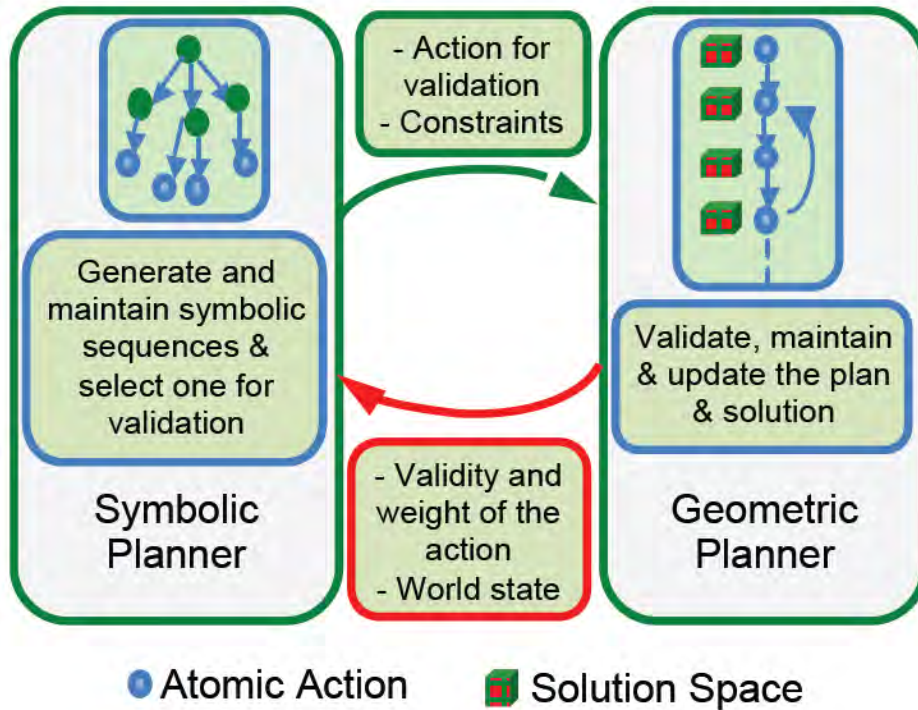 - Action for
validation
- Constraints
Generate and
maintain symbolic
sequences &
select one for
validation
Symbolic
Planner
Validate, maintain
& update the plan
& solution
Geometric
Planner
- Validity and
weight of the
action
- World state
Atomic Action
Solution Space